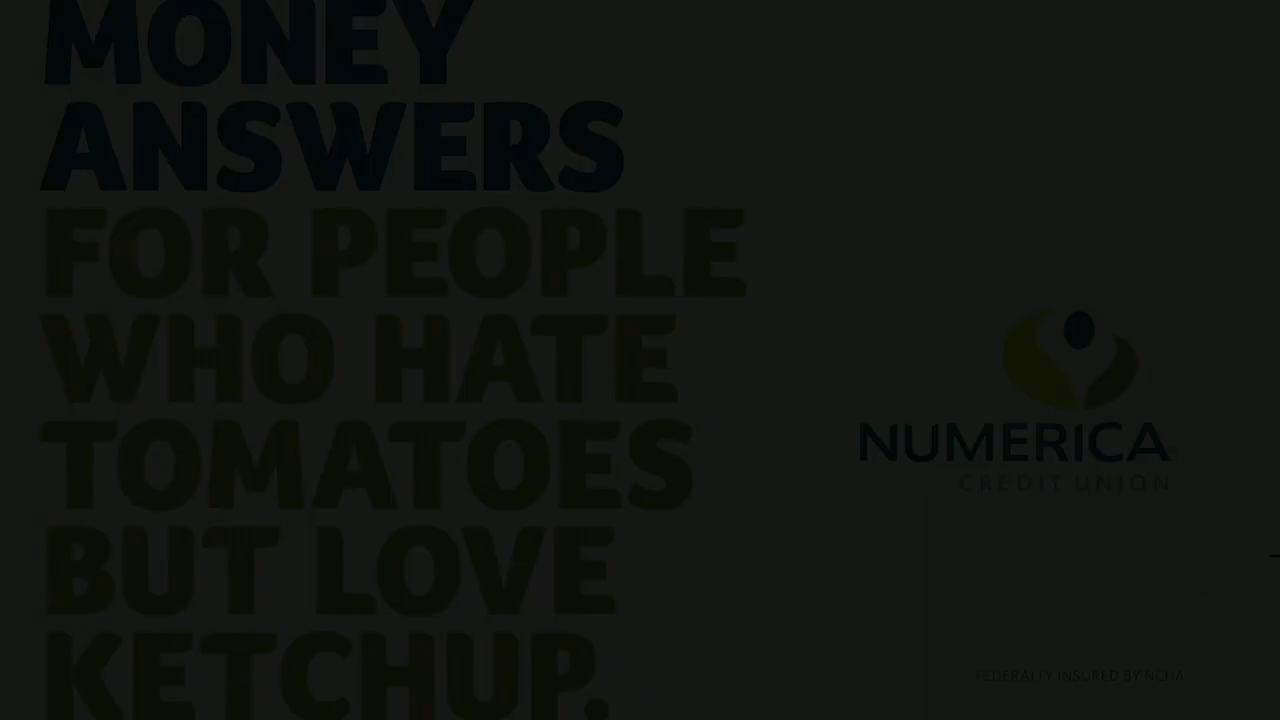 MONEY
ANSWERS
FOR PEOPLE
WHO HATE
TOMATOES
BUT LOVE
KETCHUP.
NUMERICA
CREDIT UNION
FEDERALLY INSURED BY NCUA